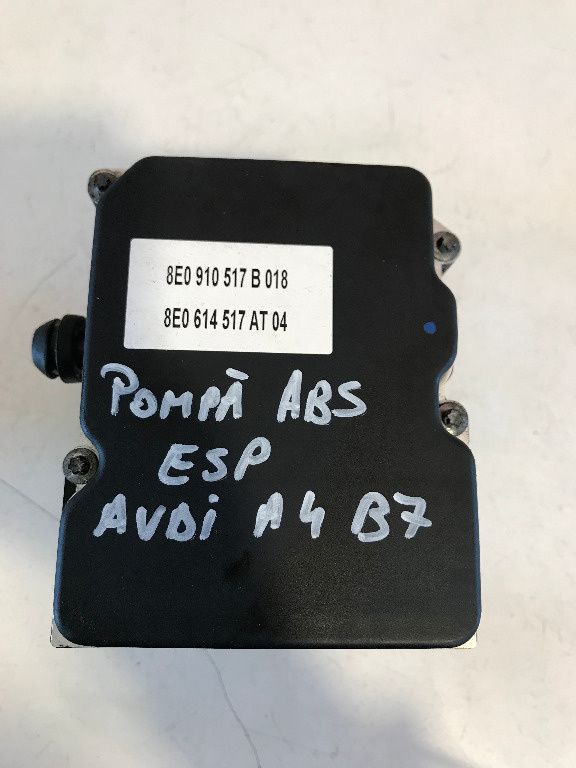 8E0 910 517 B 018
8E0 614 517 AT 04
POMPĂ ABS
ESP
AUDi A4 B7